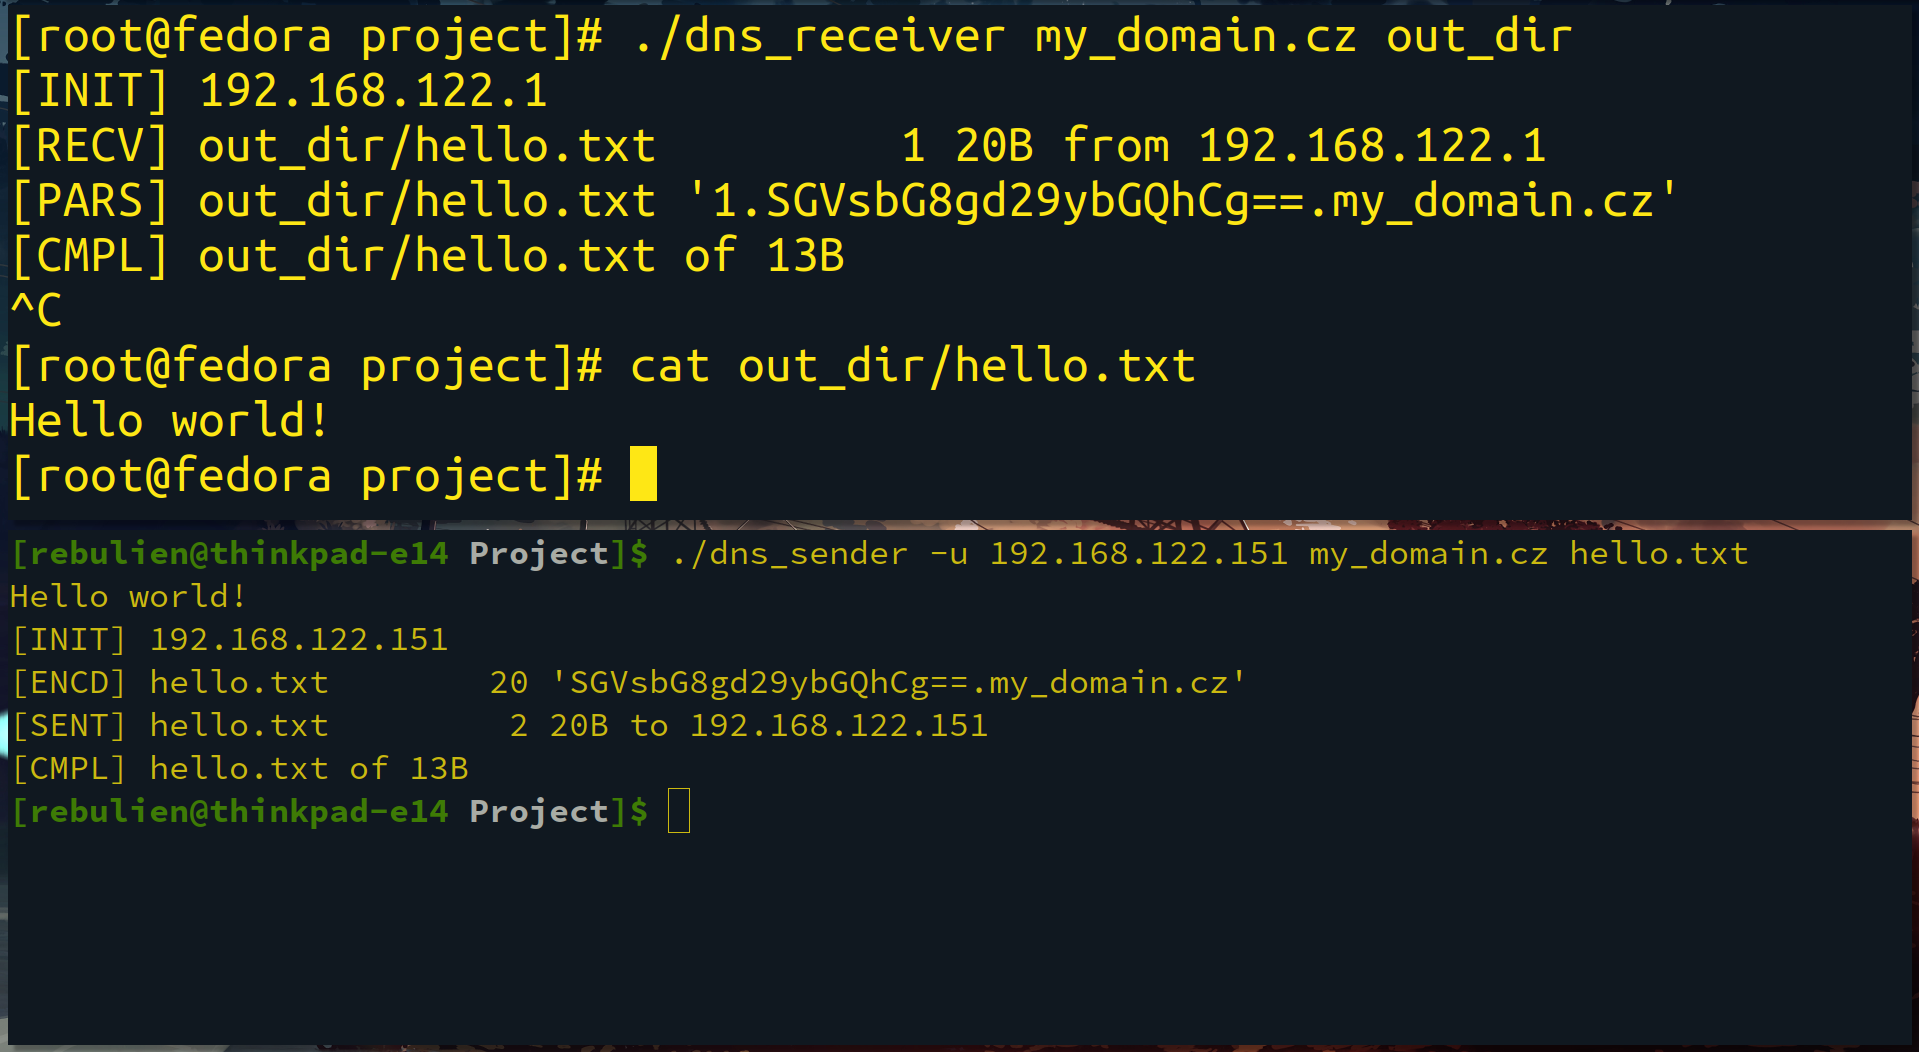 [root@fedora project]# ./dns_receiver my_domain.cz out_dir
[INIT] 192.168.122.1
[RECV] out_dir/hello.txt         1 20B from 192.168.122.1
[PARS] out_dir/hello.txt '1.SGVsbG8gd29ybGQhCg==.my_domain.cz'
[CMPL] out_dir/hello.txt of 13B
^C
[root@fedora project]# cat out_dir/hello.txt
Hello world!
[root@fedora project]#
[rebulien@thinkpad-e14 Project]$ ./dns_sender -u 192.168.122.151 my_domain.cz hello.txt
Hello world!
[INIT] 192.168.122.151
[ENCD] hello.txt        20 'SGVsbG8gd29ybGQhCg==.my_domain.cz'
[SENT] hello.txt         2 20B to 192.168.122.151
[CMPL] hello.txt of 13B
[rebulien@thinkpad-e14 Project]$